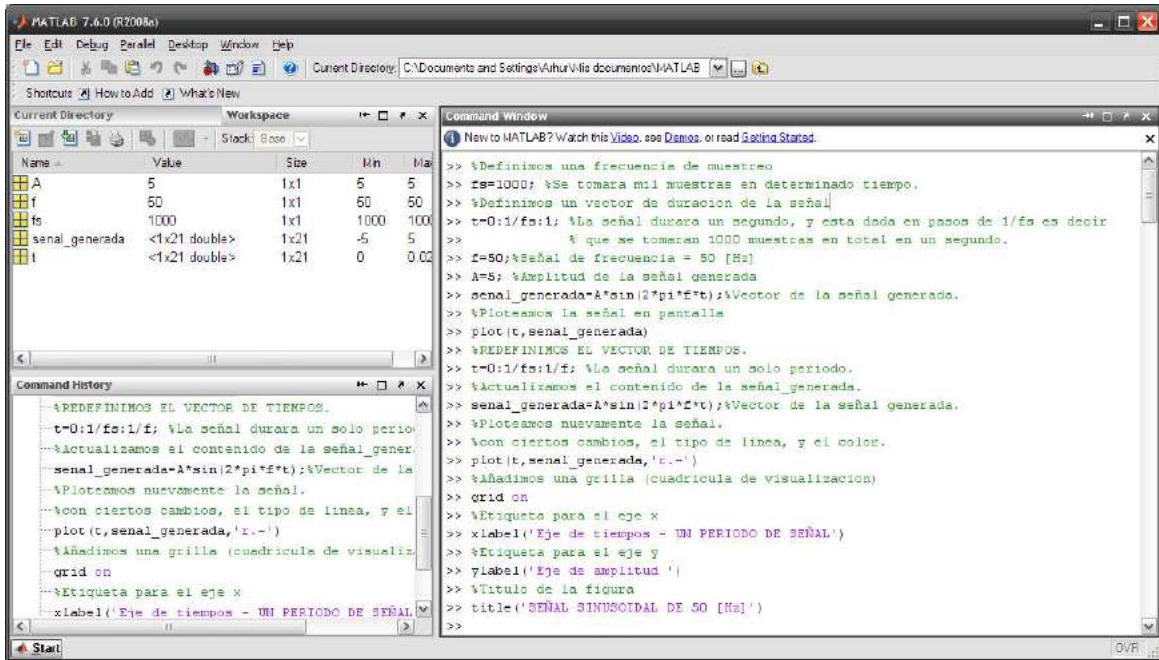 MATLAB 7.6.0 (R2008a)
File Edit Debug Parallel Desktop Window Help
Current Directory: C:\Documents and Settings\Arhur\Mis documentos\MATLAB
Shortcuts How to Add What's New
Current Directory Workspace
Stack: Base
Name Value Size Min Max
A 5 1x1 5 5
f 50 1x1 50 50
fs 1000 1x1 1000 1000
senal_generada <1x21 double> 1x21 -5 5
t <1x21 double> 1x21 0 0.02
Command History
%REDEFINIMOS EL VECTOR DE TIEMPOS.
t=0:1/fs:1/f; %La señal durara un solo perio
%Actualizamos el contenido de la señal_gener
senal_generada=A*sin(2*pi*f*t);%Vector de la
%Ploteamos nuevamente la señal.
%con ciertos cambios, el tipo de linea, y el
plot(t,senal_generada,'r.-')
%Añadimos una grilla (cuadricula de visualiz
grid on
%Etiqueta para el eje x
xlabel('Eje de tiempos - UN PERIODO DE SEÑAL
Start
Command Window
New to MATLAB? Watch this Video, see Demos, or read Getting Started.
>> %Definimos una frecuencia de muestreo
>> fs=1000; %Se tomara mil muestras en determinado tiempo.
>> %Definimos un vector de duracion de la señal
>> t=0:1/fs:1; %La señal durara un segundo, y esta dada en pasos de 1/fs es decir
>> % que se tomaran 1000 muestras en total en un segundo.
>> f=50;%Señal de frecuencia = 50 [Hz]
>> A=5; %Amplitud de la señal generada
>> senal_generada=A*sin(2*pi*f*t);%Vector de la señal generada.
>> %Ploteamos la señal en pantalla
>> plot(t,senal_generada)
>> %REDEFINIMOS EL VECTOR DE TIEMPOS.
>> t=0:1/fs:1/f; %La señal durara un solo periodo.
>> %Actualizamos el contenido de la señal_generada.
>> senal_generada=A*sin(2*pi*f*t);%Vector de la señal generada.
>> %Ploteamos nuevamente la señal.
>> %con ciertos cambios, el tipo de linea, y el color.
>> plot(t,senal_generada,'r.-')
>> %Añadimos una grilla (cuadricula de visualizacion)
>> grid on
>> %Etiqueta para el eje x
>> xlabel('Eje de tiempos - UN PERIODO DE SEÑAL')
>> %Etiqueta para el eje y
>> ylabel('Eje de amplitud ')
>> %Titulo de la figura
>> title('SEÑAL SINUSOIDAL DE 50 [Hz]')
>>
OVR